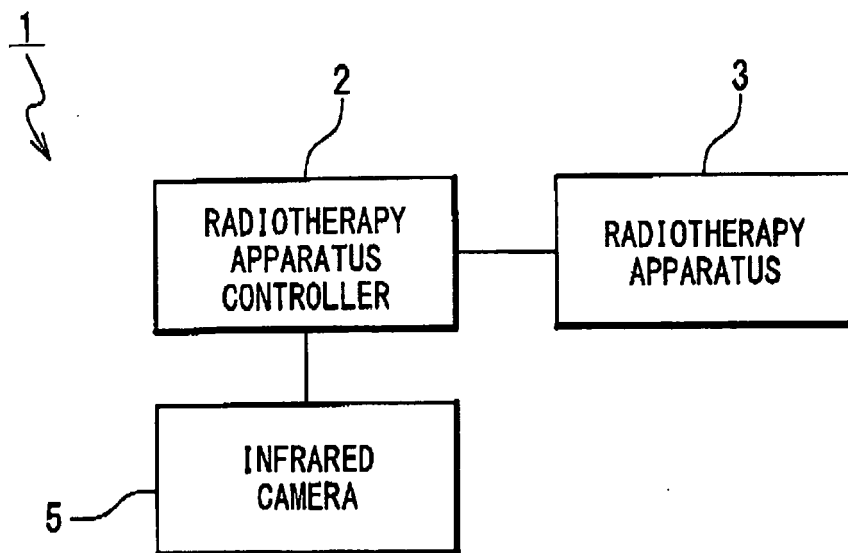 1
2
3
RADIOTHERAPY
APPARATUS
CONTROLLER
RADIOTHERAPY
APPARATUS
INFRARED
CAMERA
5